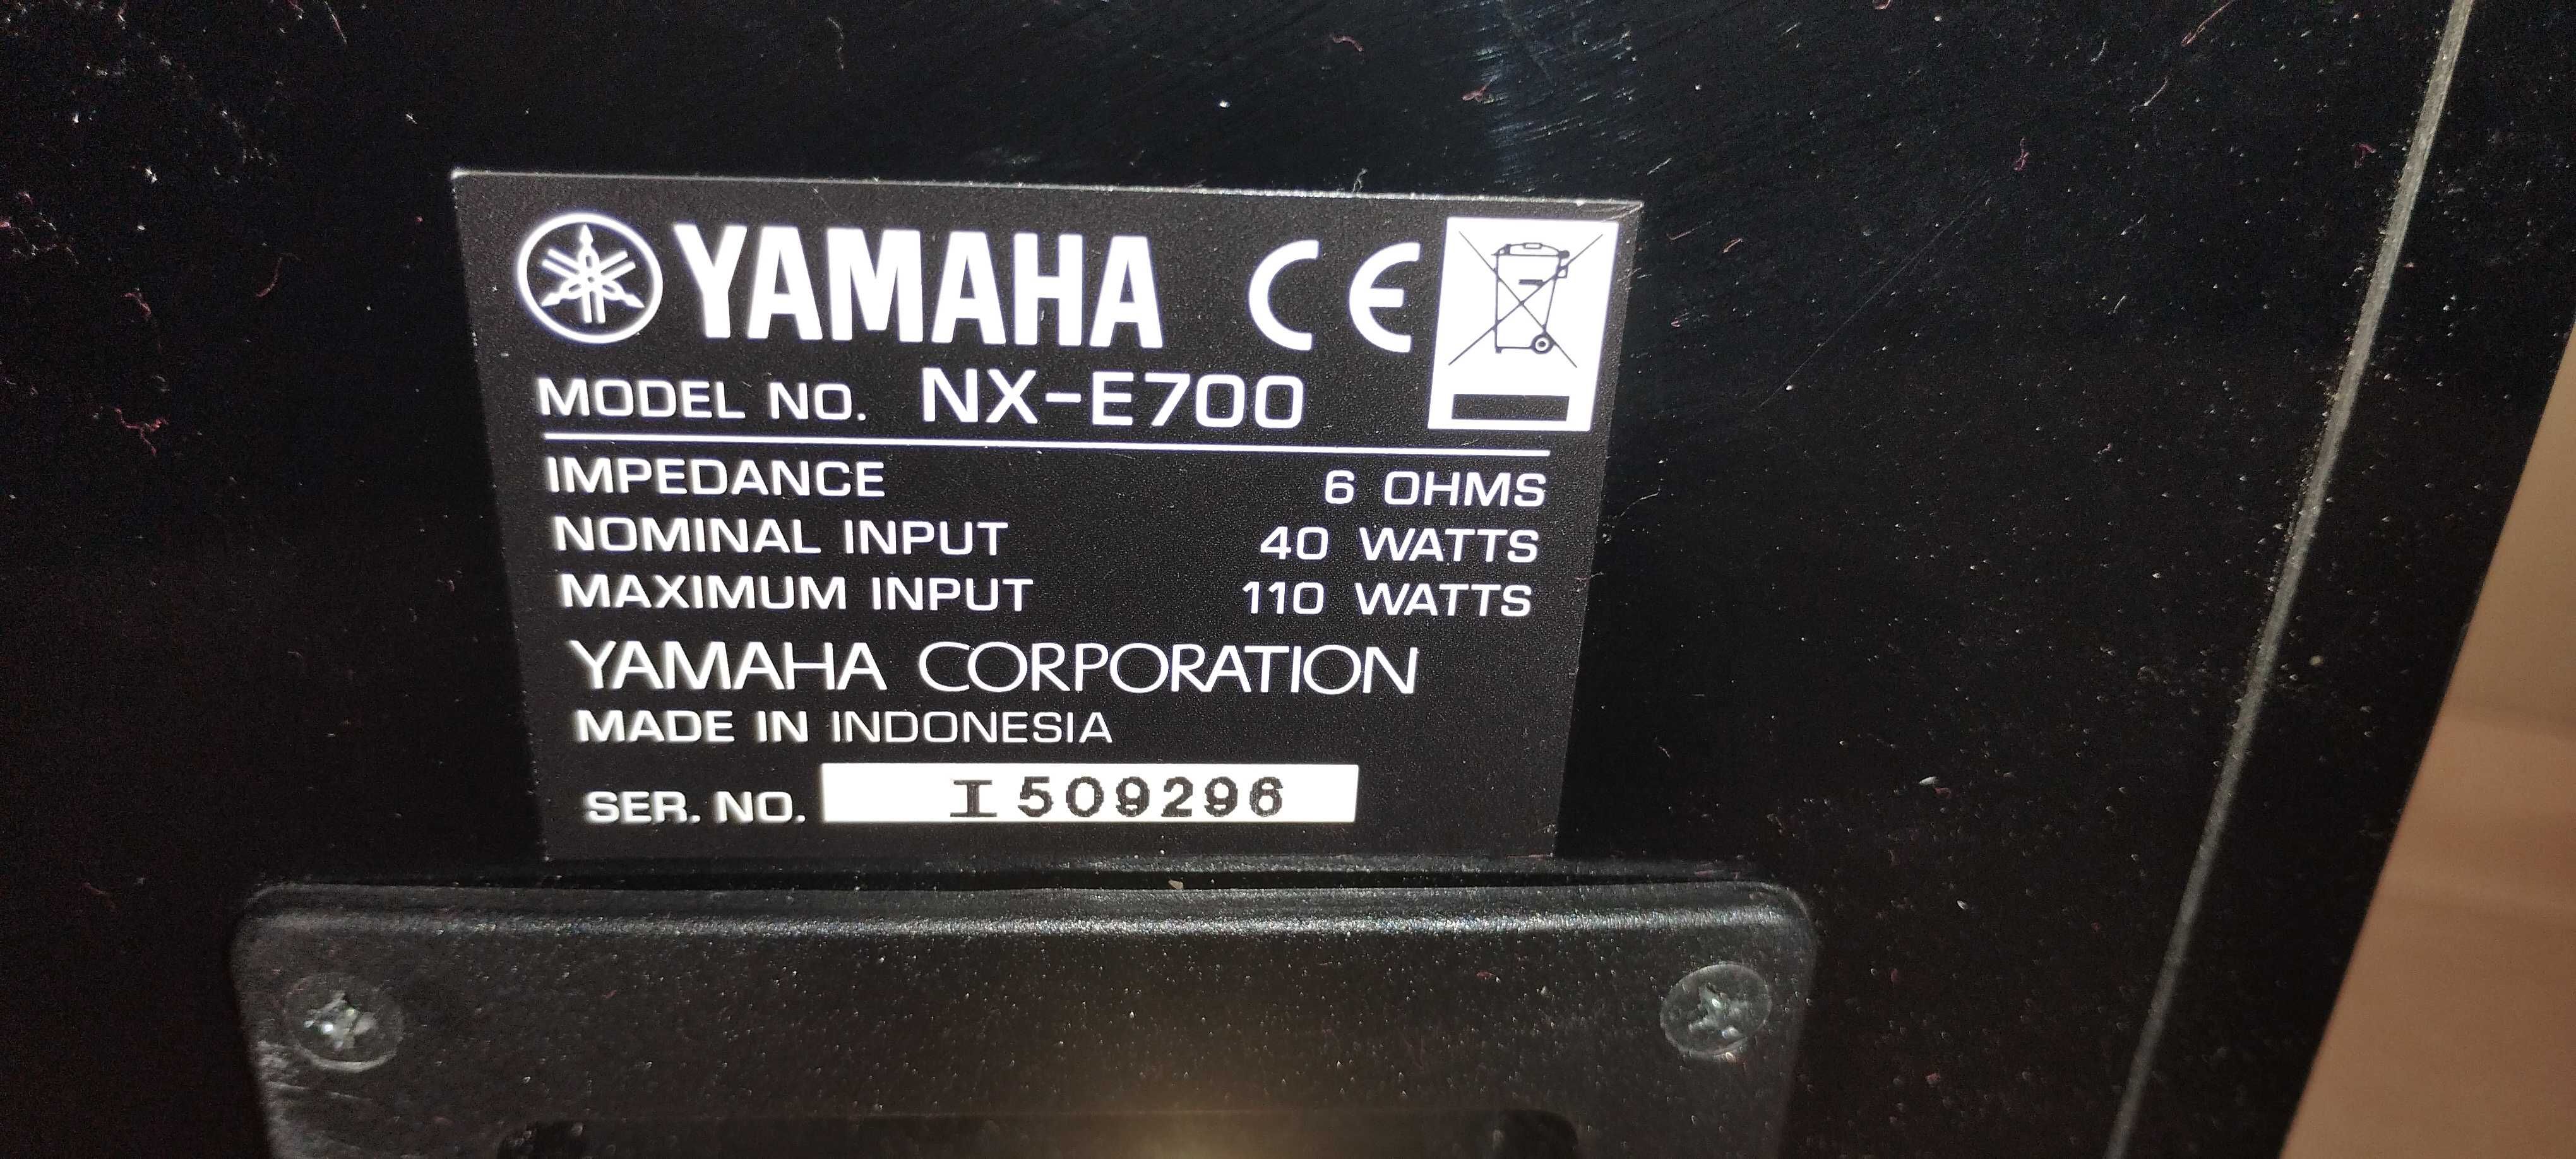 YAMAHA CE
MODEL NO. NX-E700
IMPEDANCE 6 OHMS
NOMINAL INPUT 40 WATTS
MAXIMUM INPUT 110 WATTS
YAMAHA CORPORATION
MADE IN INDONESIA
SER. NO. I 509296